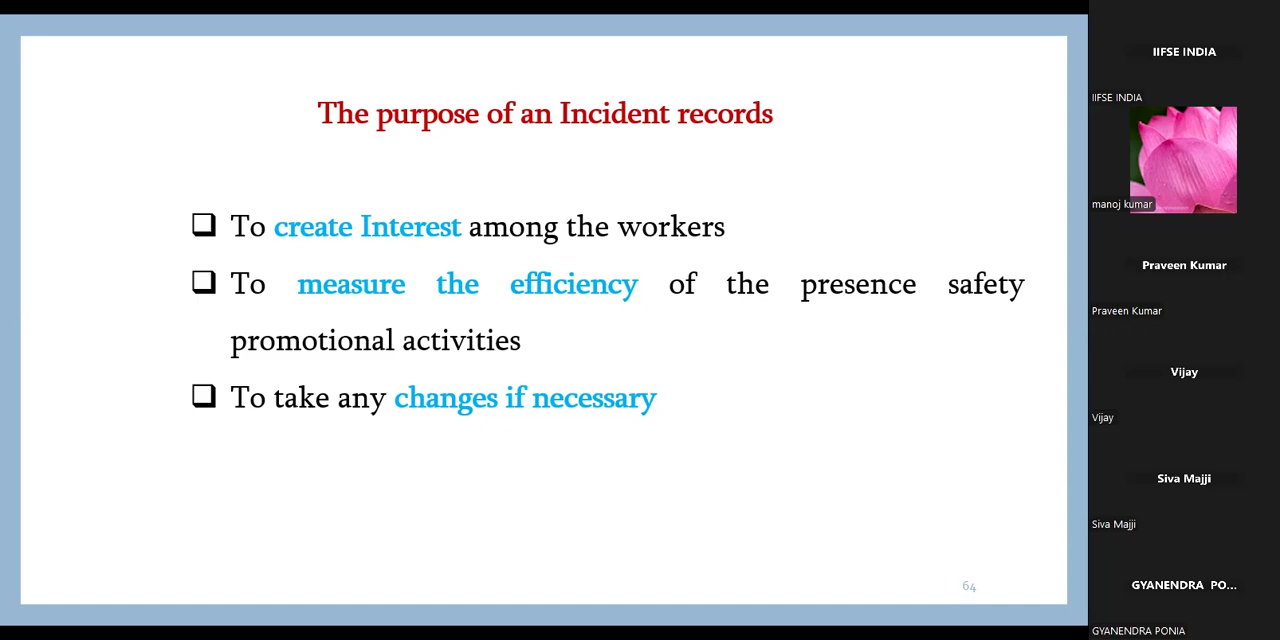 The purpose of an Incident records
❑ To create Interest among the workers
❑ To measure the efficiency of the presence safety
promotional activities
❑ To take any changes if necessary
64
IIFSE INDIA
IIFSE INDIA
manoj kumar
Praveen Kumar
Praveen Kumar
Vijay
Vijay
Siva Majji
Siva Majji
GYANENDRA PO...
GYANENDRA PONIA